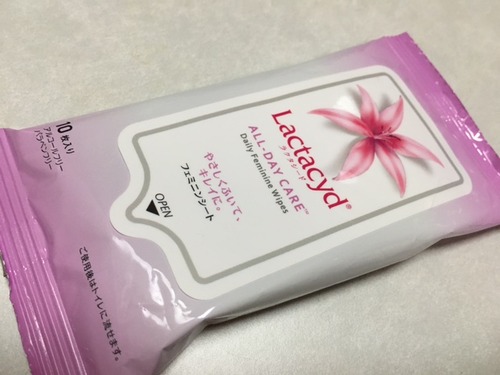 Lactacyd®
ラクタシード
ALL-DAY CARE™
Daily Feminine Wipes
やさしくふいて、
キレイに。
フェミニンシート
OPEN
10枚入り
アルコールフリー
パラベンフリー
ご使用後はトイレに流せます。